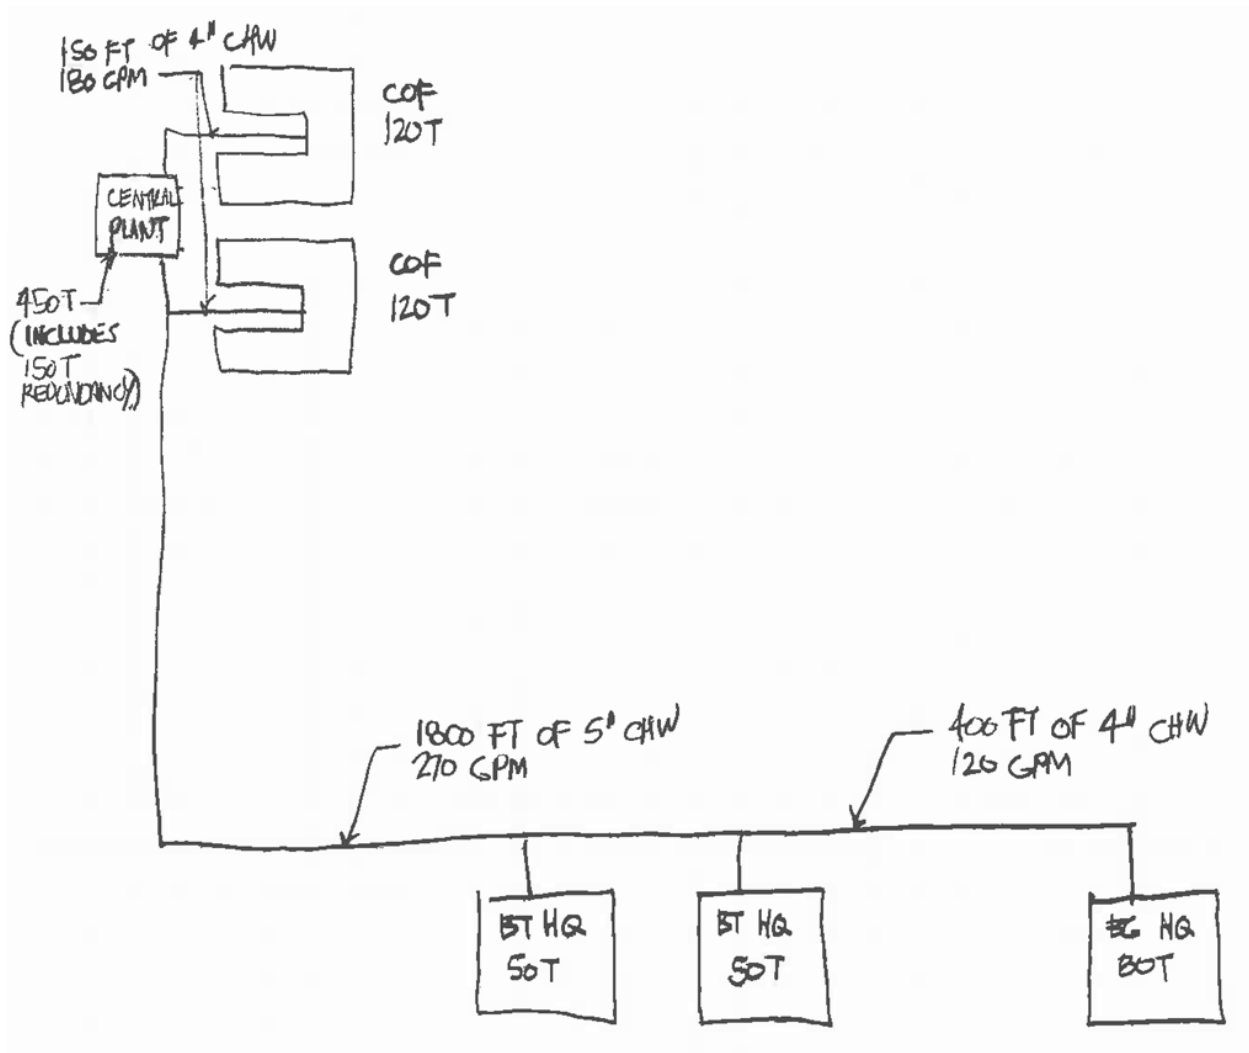 150 FT OF 4" CHW
180 GPM
COF
120T
CENTRAL
PLANT
COF
120T
450T
(INCLUDES
150T
REDUNDANCY)
1800 FT OF 5" CHW
270 GPM
400 FT OF 4" CHW
120 GPM
BT HQ
50T
BT HQ
50T
HQ
80T